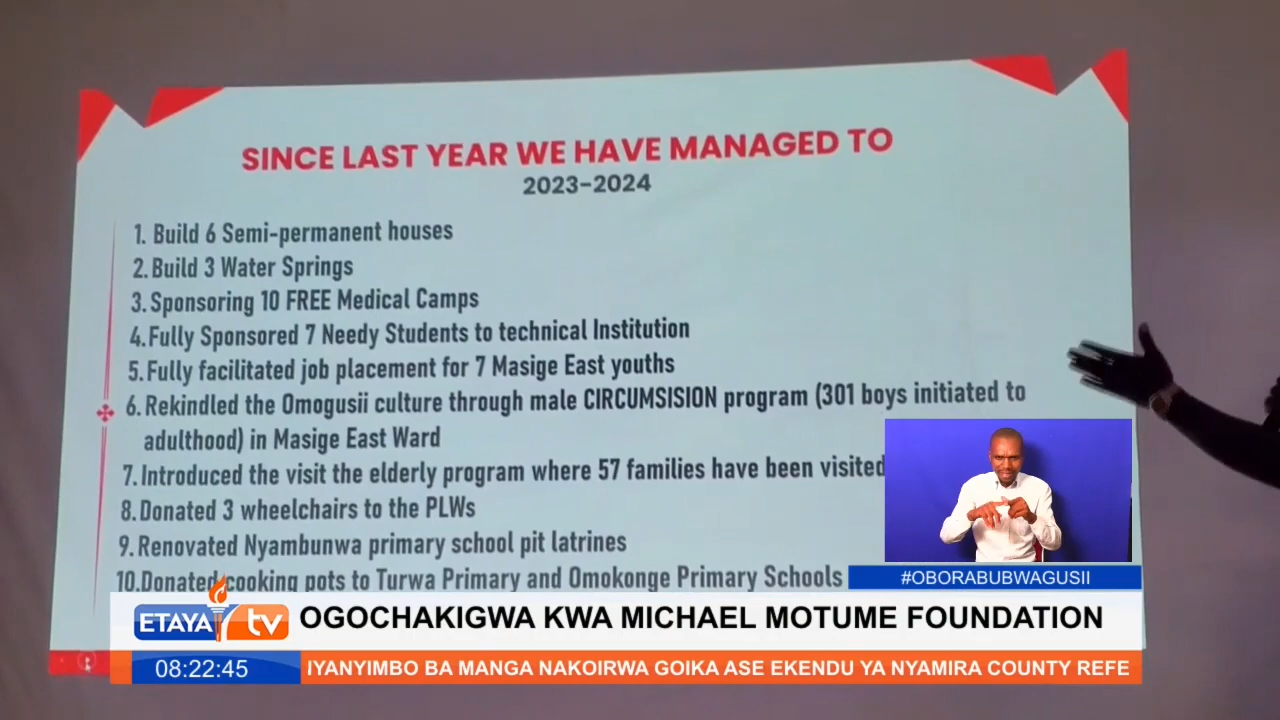 SINCE LAST YEAR WE HAVE MANAGED TO
2023-2024
1. Build 6 Semi-permanent houses
2. Build 3 Water Springs
3. Sponsoring 10 FREE Medical Camps
4. Fully Sponsored 7 Needy Students to technical Institution
5. Fully facilitated job placement for 7 Masige East youths
6. Rekindled the Omogusii culture through male CIRCUMSISION program (301 boys initiated to
adulthood) in Masige East Ward
7. Introduced the visit the elderly program where 57 families have been visited
8. Donated 3 wheelchairs to the PLWs
9. Renovated Nyambunwa primary school pit latrines
10. Donated cooking pots to Turwa Primary and Omokonge Primary Schools
#OBORABUBWAGUSII
ETAYA tv
OGOCHAKIGWA KWA MICHAEL MOTUME FOUNDATION
08:22:45
IYANYIMBO BA MANGA NAKOIRWA GOIKA ASE EKENDU YA NYAMIRA COUNTY REFE